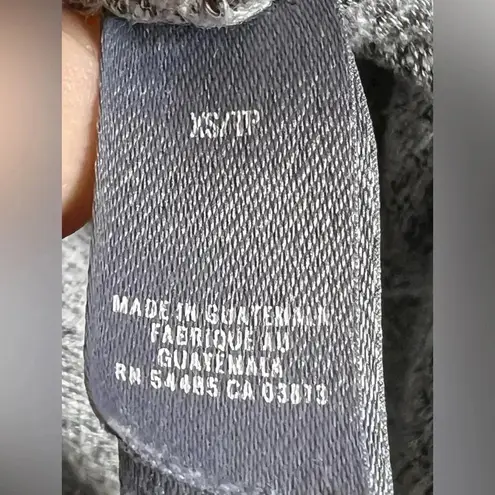 XS/TP
MADE IN GUATEMALA
FABRIQUE AU
GUATEMALA
RN 54485 CA 03873